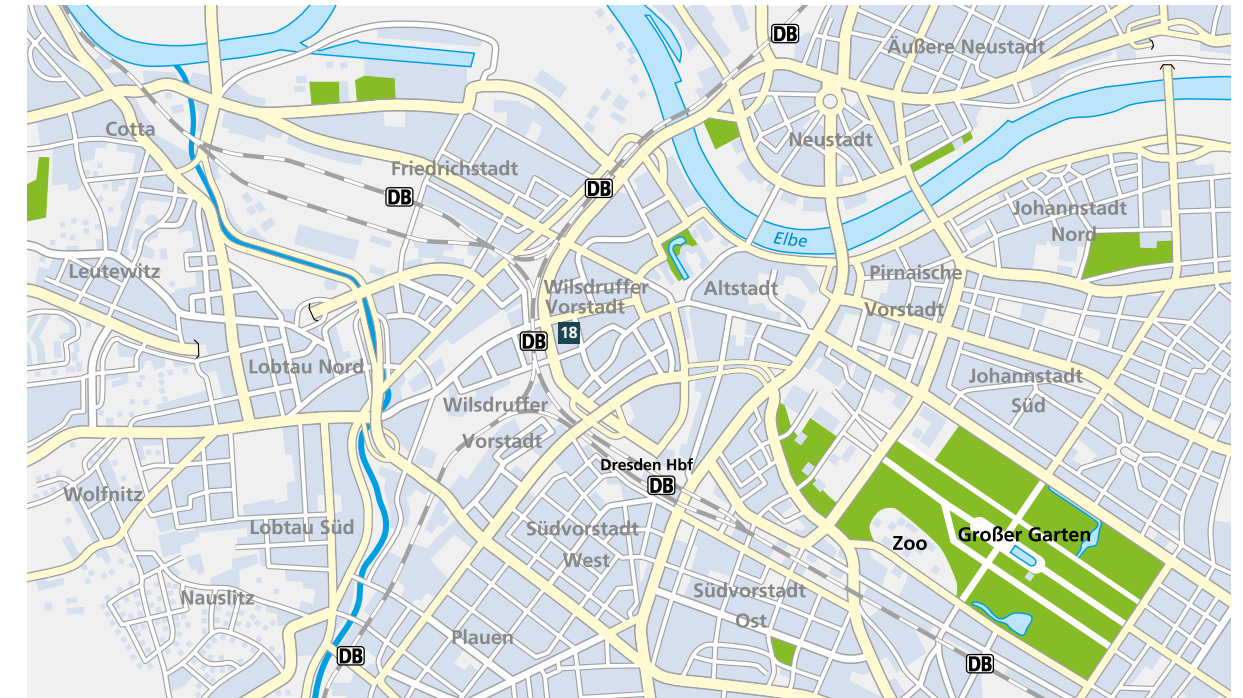 DB
Äußere Neustadt
Cotta
Neustadt
Friedrichstadt
DB
DB
Johannstadt
Nord
Elbe
Leutewitz
Pirnaische
Wilsdruffer
Vorstadt
Altstadt
Vorstadt
18
DB
Lobtau Nord
Johannstadt
Süd
Wilsdruffer
Vorstadt
Dresden Hbf
DB
Wolfnitz
Lobtau Süd
Südvorstadt
West
Zoo
Großer Garten
Nauslitz
Südvorstadt
Ost
Plauen
DB
DB